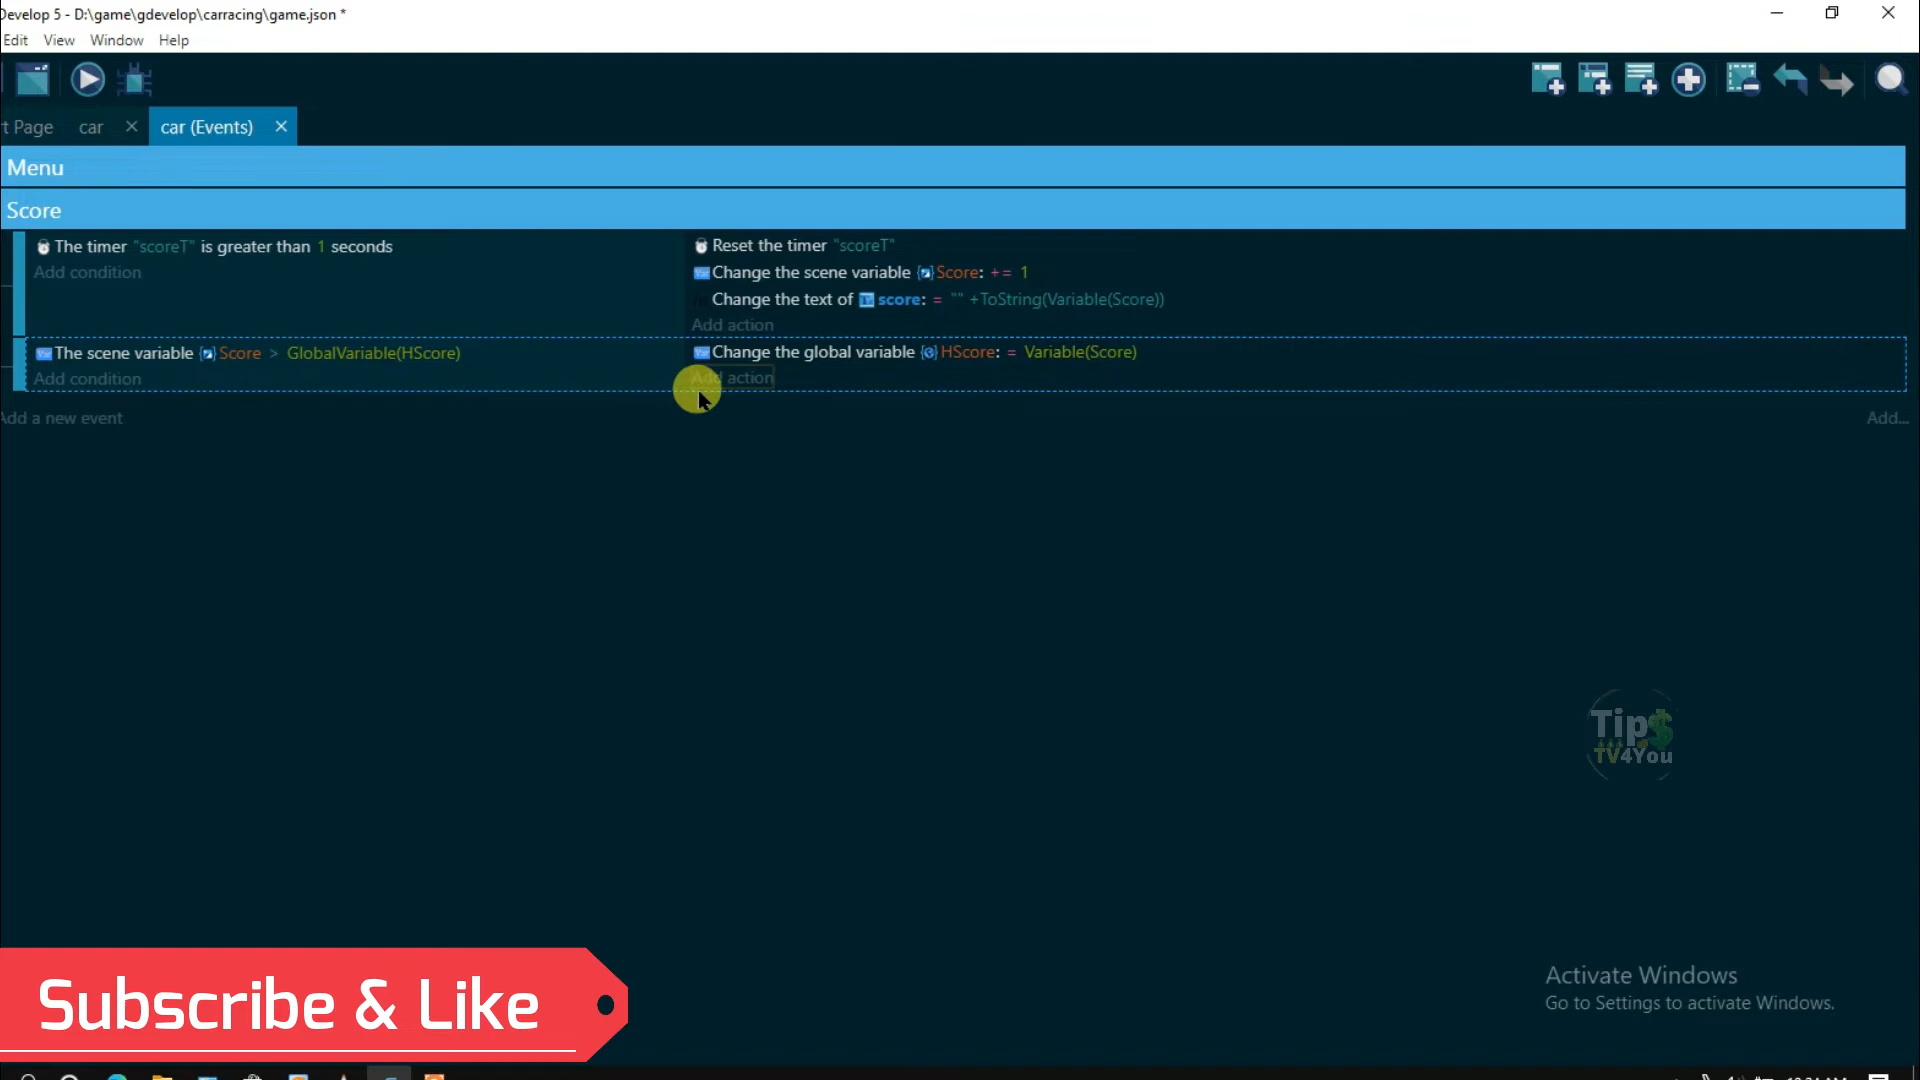 Develop 5 - D:\game\gdevelop\carracing\game.json *
Edit View Window Help
t Page car car (Events)
Menu
Score
The timer "scoreT" is greater than 1 seconds
Add condition
Reset the timer "scoreT"
Change the scene variable Score: += 1
Change the text of score: = "" +ToString(Variable(Score))
Add action
The scene variable Score > GlobalVariable(HScore)
Add condition
Change the global variable HScore: = Variable(Score)
Add action
Add a new event
Add...
Tip$
TV4You
Activate Windows
Go to Settings to activate Windows.
Subscribe & Like